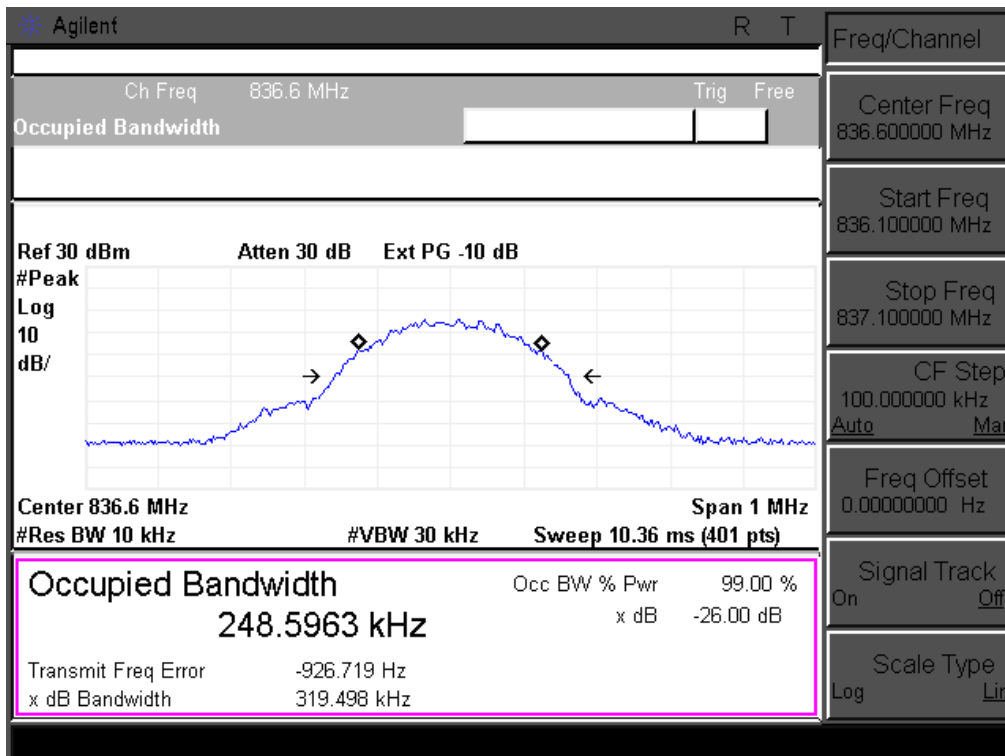 Agilent R T
Freq/Channel
Ch Freq 836.6 MHz Trig Free
Occupied Bandwidth
Center Freq
836.600000 MHz
Start Freq
836.100000 MHz
Stop Freq
837.100000 MHz
CF Step
100.000000 kHz
Auto Man
Freq Offset
0.00000000 Hz
Signal Track
On Off
Scale Type
Log Lin
Ref 30 dBm Atten 30 dB Ext PG -10 dB
#Peak
Log
10
dB/
Center 836.6 MHz Span 1 MHz
#Res BW 10 kHz #VBW 30 kHz Sweep 10.36 ms (401 pts)
Occupied Bandwidth Occ BW % Pwr 99.00 %
248.5963 kHz x dB -26.00 dB
Transmit Freq Error -926.719 Hz
x dB Bandwidth 319.498 kHz